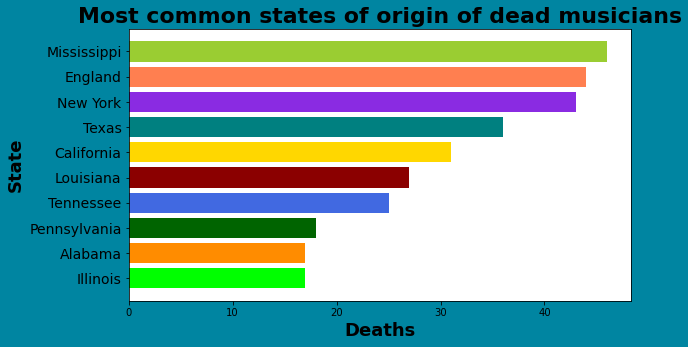 Most common states of origin of dead musicians
Mississippi
England
New York
Texas
California
Louisiana
Tennessee
Pennsylvania
Alabama
Illinois
State
0 10 20 30 40
Deaths